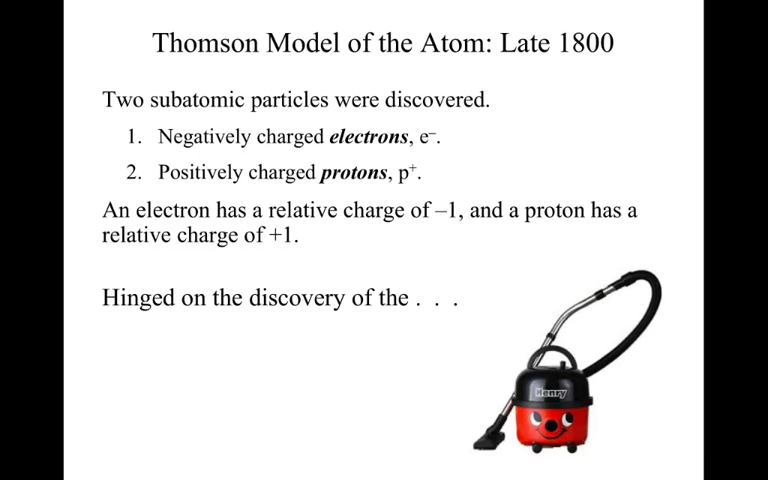 Thomson Model of the Atom: Late 1800
Two subatomic particles were discovered.
1. Negatively charged electrons, e⁻.
2. Positively charged protons, p⁺.
An electron has a relative charge of –1, and a proton has a
relative charge of +1.
Hinged on the discovery of the . . .
Henry